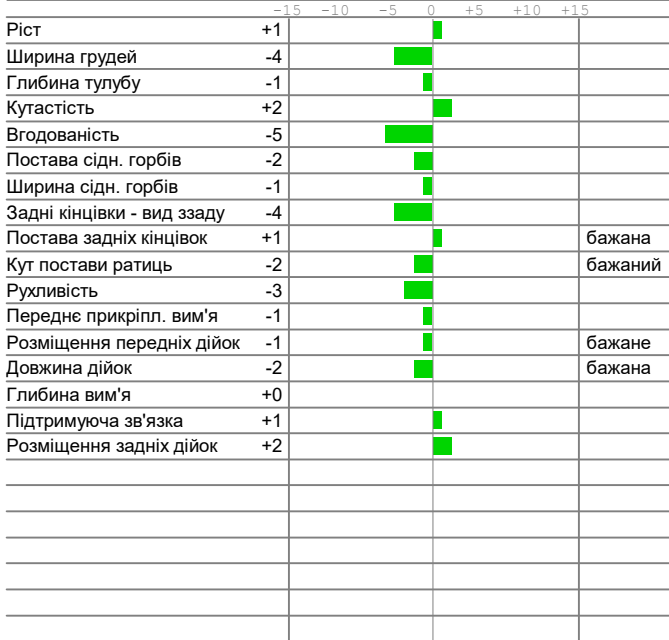 -15 -10 -5 0 +5 +10 +15
Ріст +1
Ширина грудей -4
Глибина тулубу -1
Кутастість +2
Вгодованість -5
Постава сідн. горбів -2
Ширина сідн. горбів -1
Задні кінцівки - вид ззаду -4
Постава задніх кінцівок +1 бажана
Кут постави ратиць -2 бажаний
Рухливість -3
Переднє прикріпл. вим'я -1
Розміщення передніх дійок -1 бажане
Довжина дійок -2 бажана
Глибина вим'я +0
Підтримуюча зв'язка +1
Розміщення задніх дійок +2